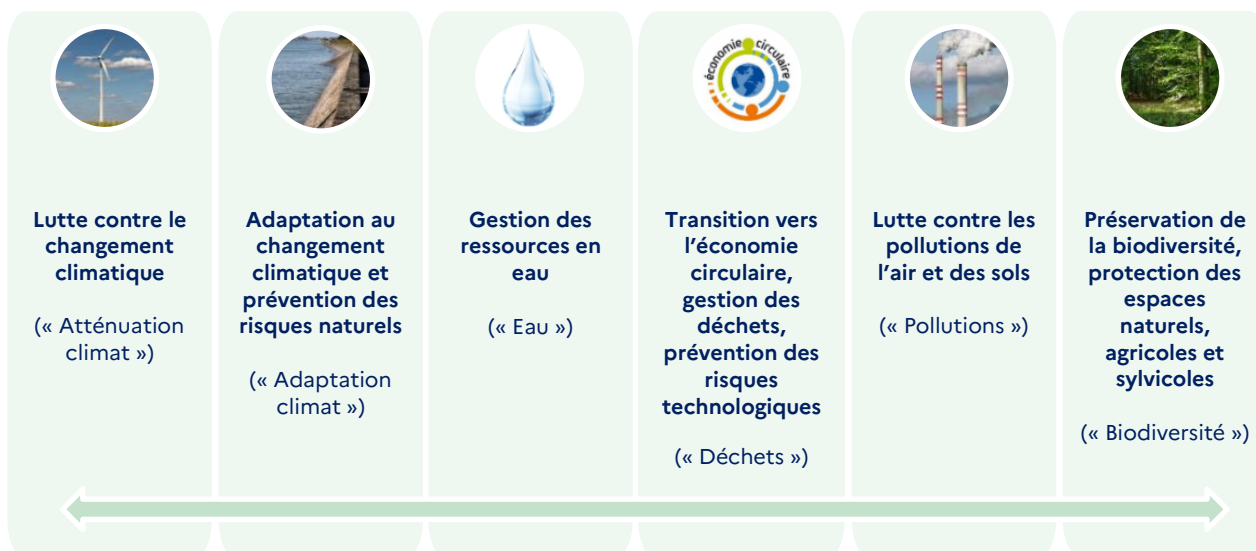 économie circulaire
Lutte contre le
changement
climatique
(« Atténuation
climat »)
Adaptation au
changement
climatique et
prévention des
risques naturels
(« Adaptation
climat »)
Gestion des
ressources en
eau
(« Eau »)
Transition vers
l’économie
circulaire,
gestion des
déchets,
prévention des
risques
technologiques
(« Déchets »)
Lutte contre les
pollutions de
l’air et des sols
(« Pollutions »)
Préservation de
la biodiversité,
protection des
espaces
naturels,
agricoles et
sylvicoles
(« Biodiversité »)